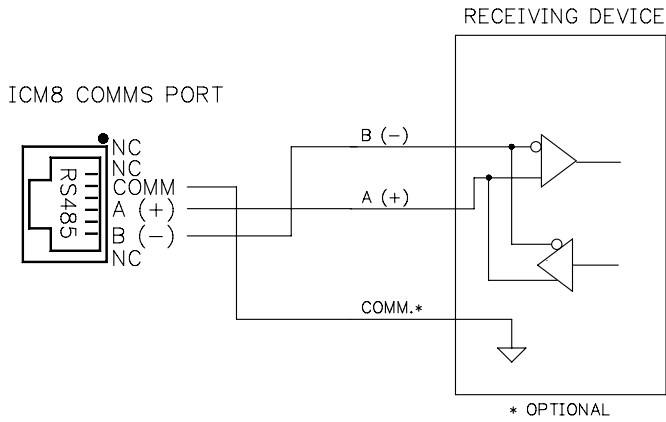 RECEIVING DEVICE
ICM8 COMMS PORT
NC
NC
COMM
A (+)
B (-)
NC
RS485
B (-)
A (+)
COMM.*
* OPTIONAL